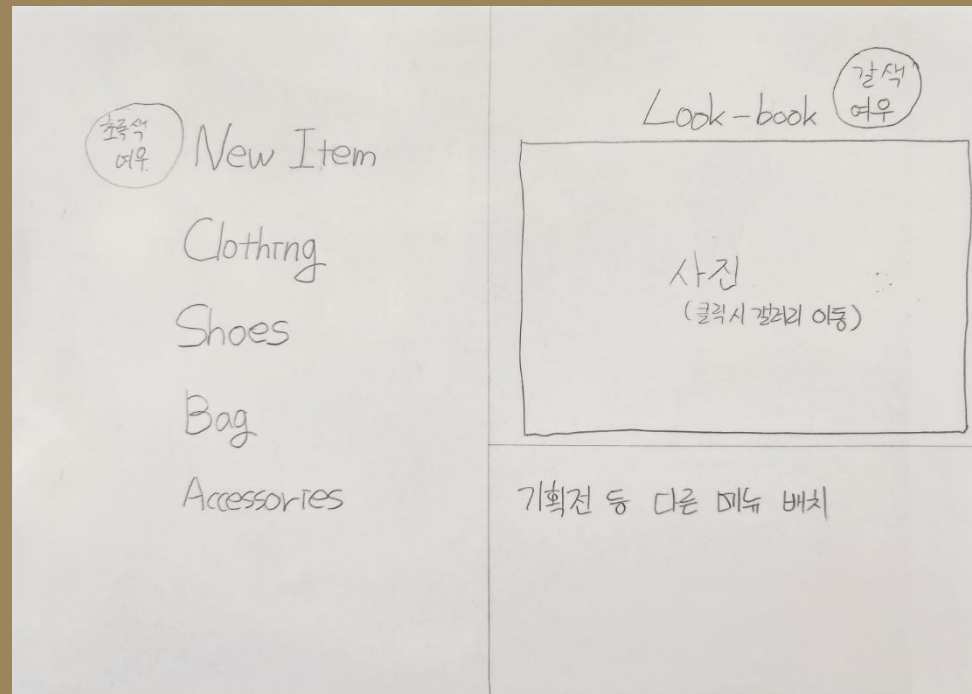 초록색
여우
New Item
Clothing
Shoes
Bag
Accessories
Look-book
갈색
여우
사진
(클릭시 갤러리 이동)
기획전 등 다른 메뉴 배치